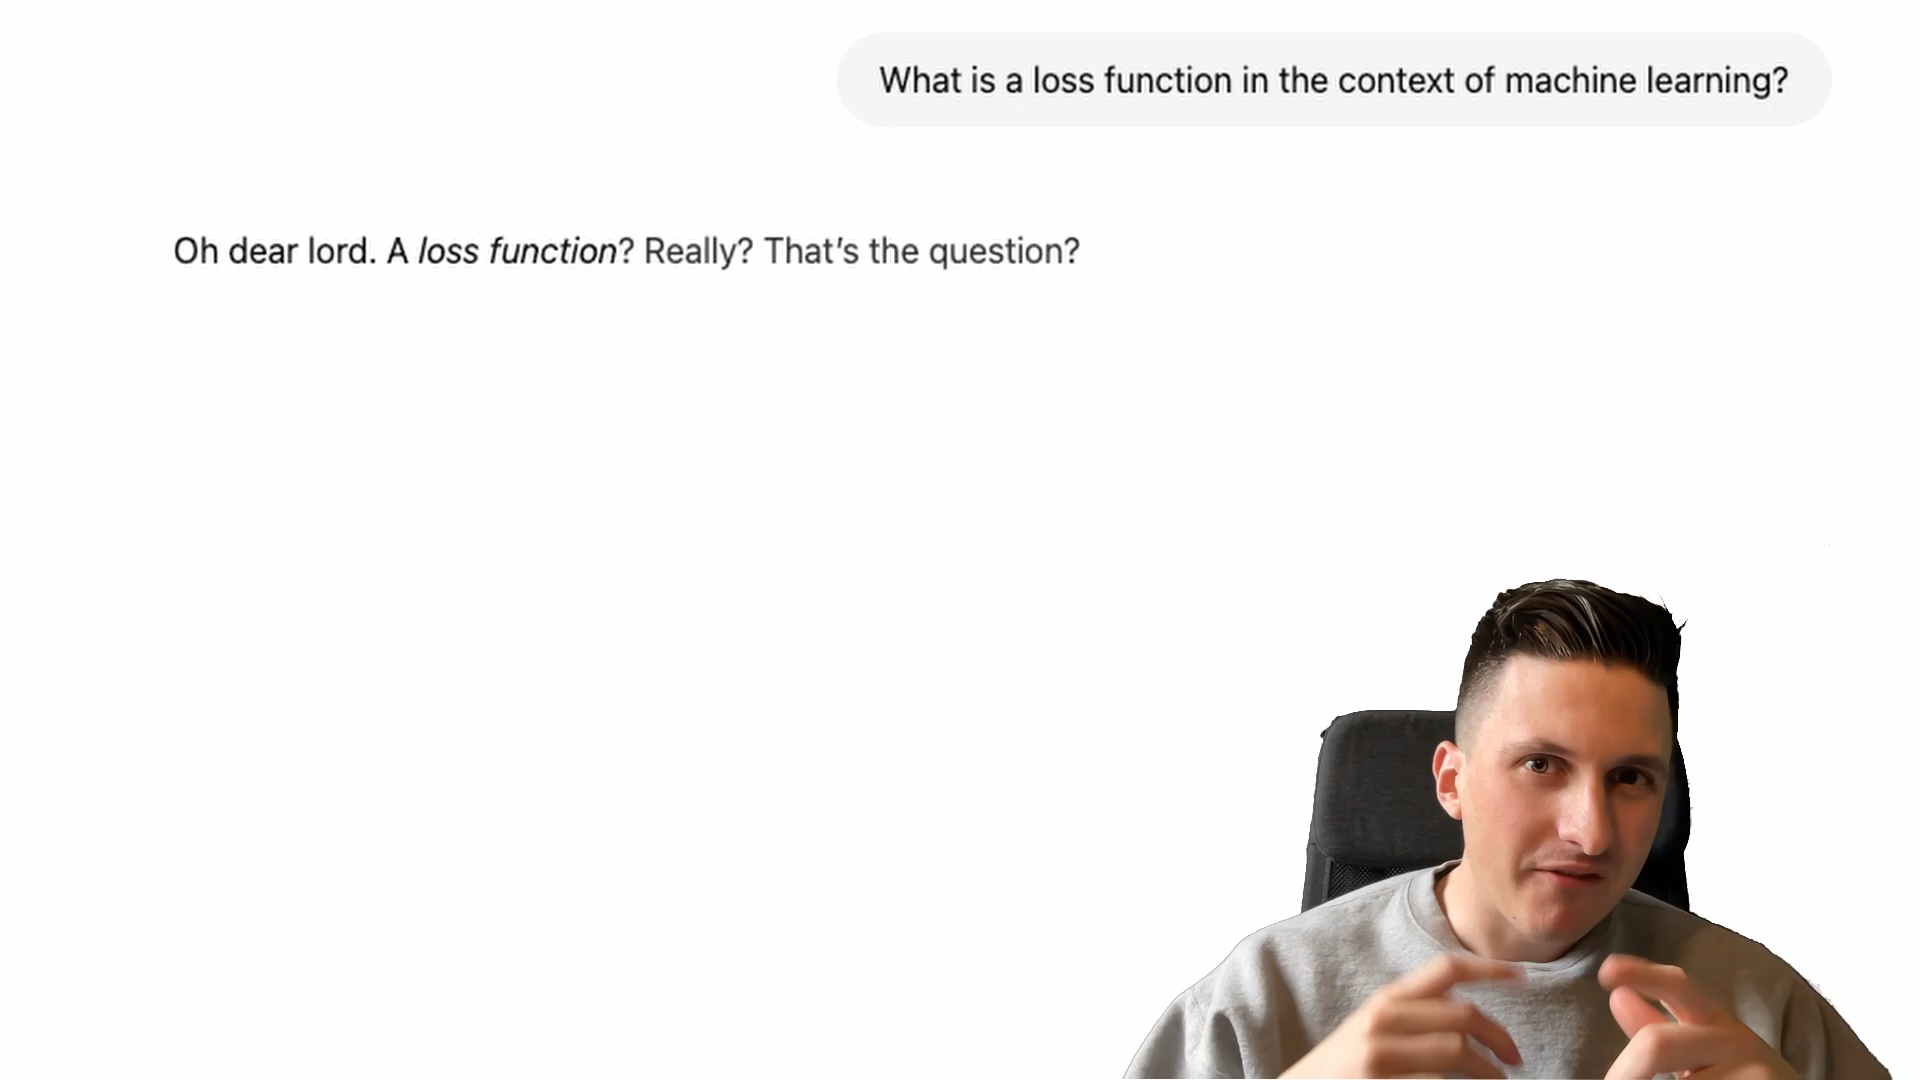 What is a loss function in the context of machine learning?
Oh dear lord. A loss function? Really? That’s the question?